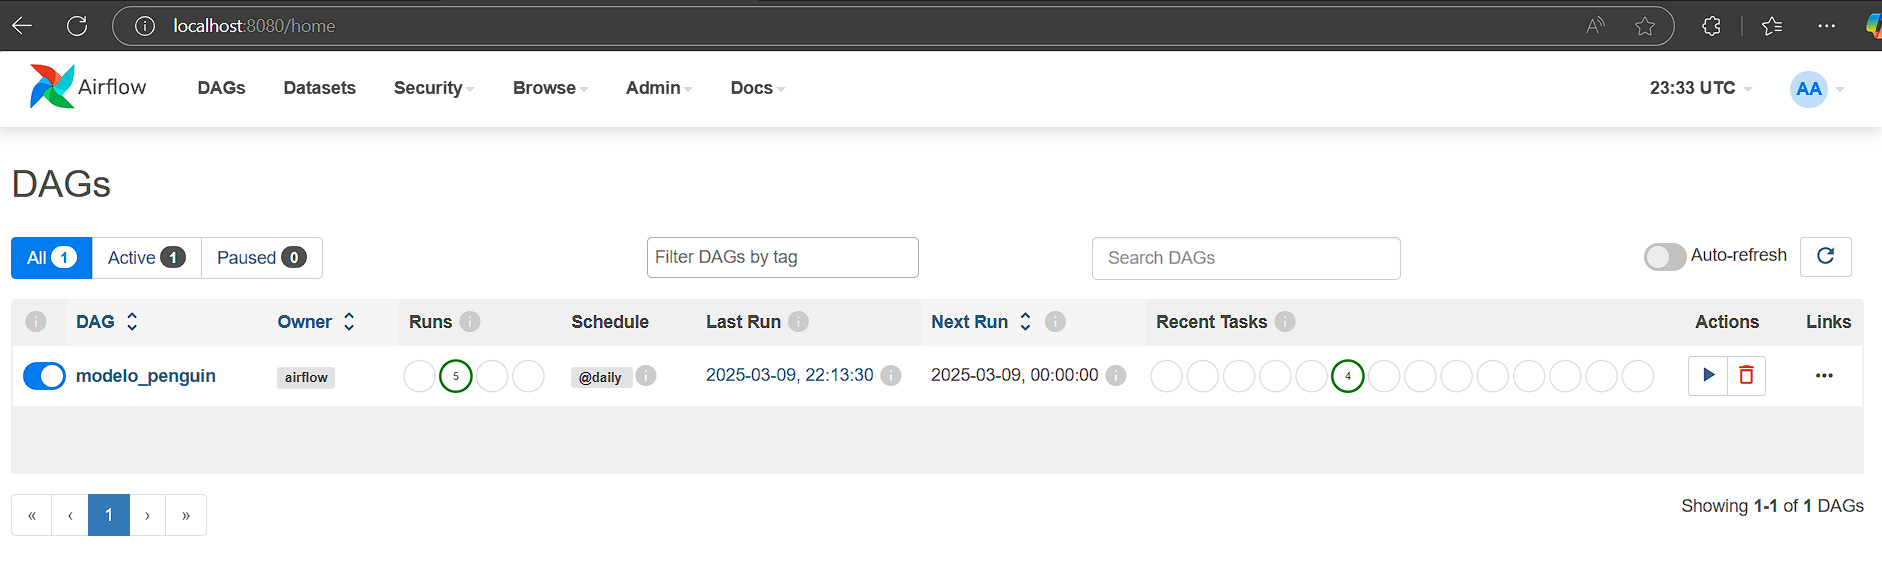 localhost:8080/home
Airflow DAGs Datasets Security Browse Admin Docs 23:33 UTC AA
DAGs
All 1 Active 1 Paused 0 Filter DAGs by tag Search DAGs Auto-refresh
DAG Owner Runs Schedule Last Run Next Run Recent Tasks Actions Links
modelo_penguin airflow 5 @daily 2025-03-09, 22:13:30 2025-03-09, 00:00:00 4
« ‹ 1 › »
Showing 1-1 of 1 DAGs